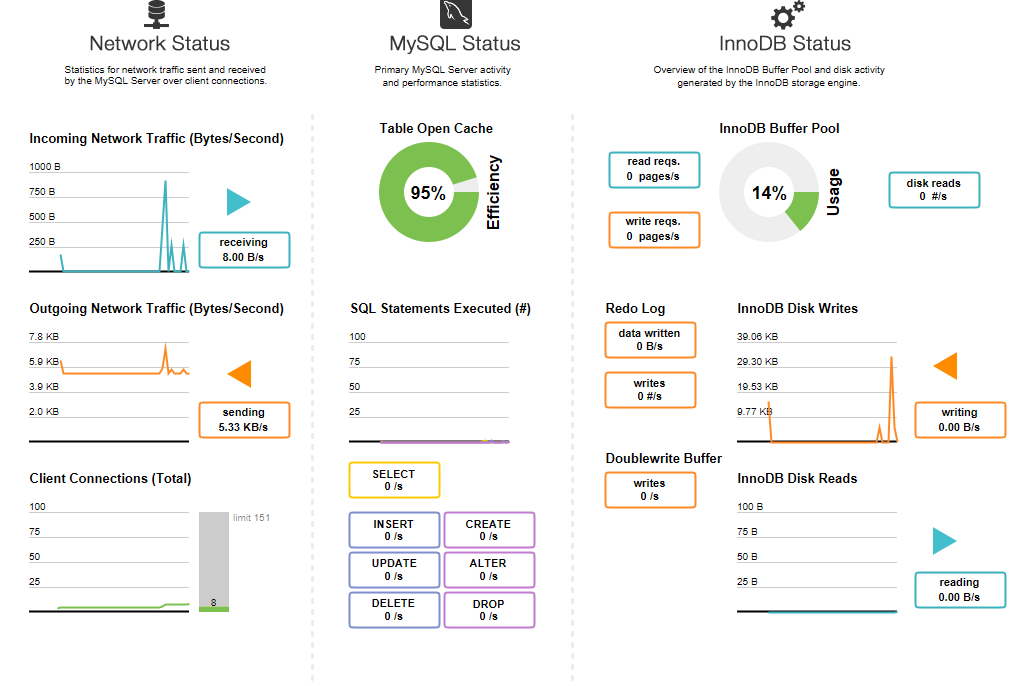 Network Status
Statistics for network traffic sent and received
by the MySQL Server over client connections.
Incoming Network Traffic (Bytes/Second)
1000 B
750 B
500 B
250 B
receiving
8.00 B/s
Outgoing Network Traffic (Bytes/Second)
7.8 KB
5.9 KB
3.9 KB
2.0 KB
sending
5.33 KB/s
Client Connections (Total)
100
75
50
25
limit 151
8
MySQL Status
Primary MySQL Server activity
and performance statistics.
Table Open Cache
95%
Efficiency
SQL Statements Executed (#)
100
75
50
25
SELECT
0 /s
INSERT
0 /s
CREATE
0 /s
UPDATE
0 /s
ALTER
0 /s
DELETE
0 /s
DROP
0 /s
InnoDB Status
Overview of the InnoDB Buffer Pool and disk activity
generated by the InnoDB storage engine.
InnoDB Buffer Pool
read reqs.
0 pages/s
write reqs.
0 pages/s
14%
Usage
disk reads
0 #/s
Redo Log
data written
0 B/s
writes
0 #/s
Doublewrite Buffer
writes
0 /s
InnoDB Disk Writes
39.06 KB
29.30 KB
19.53 KB
9.77 KB
writing
0.00 B/s
InnoDB Disk Reads
100 B
75 B
50 B
25 B
reading
0.00 B/s